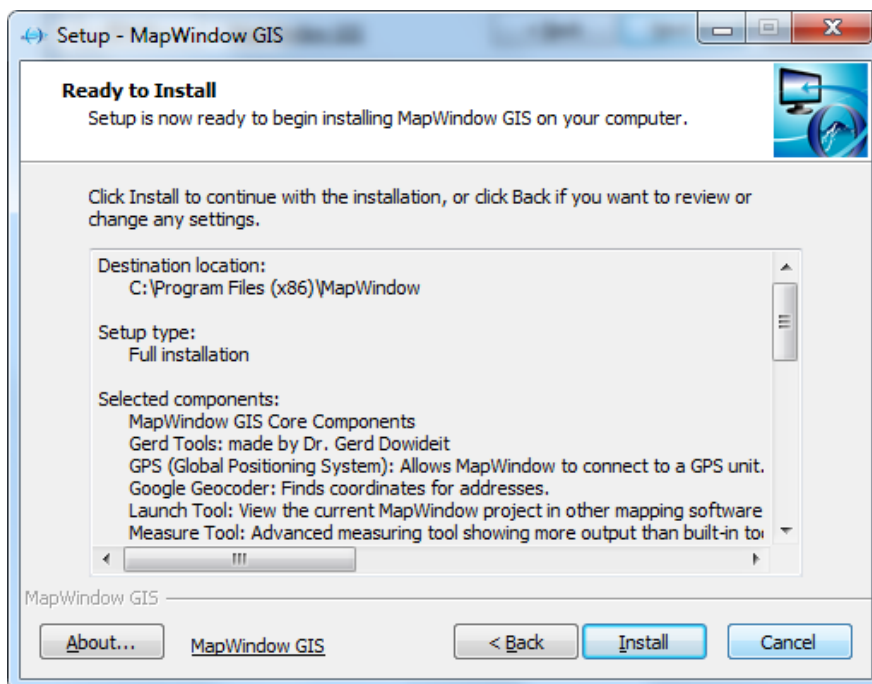 Setup - MapWindow GIS
Ready to Install
Setup is now ready to begin installing MapWindow GIS on your computer.
Click Install to continue with the installation, or click Back if you want to review or
change any settings.
Destination location:
C:\Program Files (x86)\MapWindow
Setup type:
Full installation
Selected components:
MapWindow GIS Core Components
Gerd Tools: made by Dr. Gerd Dowideit
GPS (Global Positioning System): Allows MapWindow to connect to a GPS unit.
Google Geocoder: Finds coordinates for addresses.
Launch Tool: View the current MapWindow project in other mapping software
Measure Tool: Advanced measuring tool showing more output than built-in
MapWindow GIS
About... MapWindow GIS < Back Install Cancel